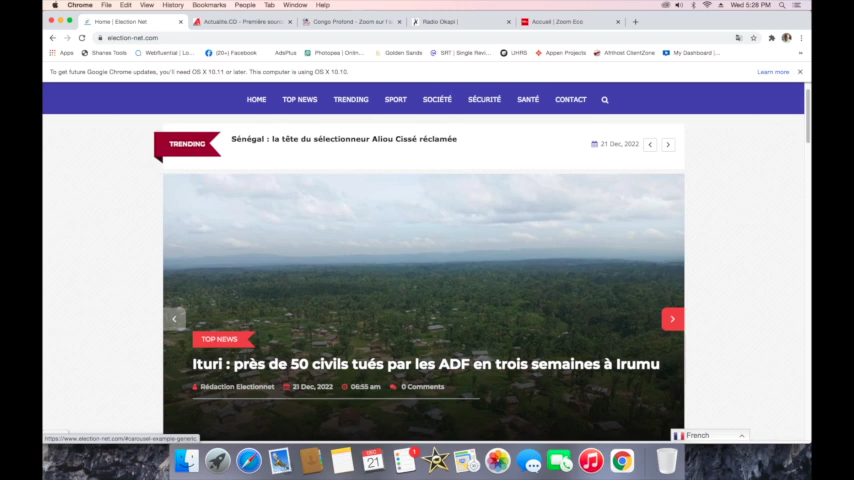 Chrome File Edit View History Bookmarks People Tab Window Help Wed 5:28 PM
Home | Election Net
Actualite.CD - Première sourc
Congo Profond - Zoom sur l'a
Radio Okapi |
Accueil | Zoom Eco
election-net.com
Apps Shanes Tools Webfluential | Lo... (20+) Facebook AdsPlus Photopea | Onlin... Golden Sands SRT | Single Revi... UHRS Appen Projects Afrihost ClientZone My Dashboard |...
To get future Google Chrome updates, you'll need OS X 10.11 or later. This computer is using OS X 10.10. Learn more
HOME TOP NEWS TRENDING SPORT SOCIÉTÉ SÉCURITÉ SANTÉ CONTACT
TRENDING
Sénégal : la tête du sélectionneur Aliou Cissé réclamée
21 Dec, 2022
TOP NEWS
Ituri : près de 50 civils tués par les ADF en trois semaines à Irumu
Rédaction Electionnet 21 Dec, 2022 06:55 am 0 Comments
French
https://www.election-net.com/#carousel-example-generic
DEC
21
1